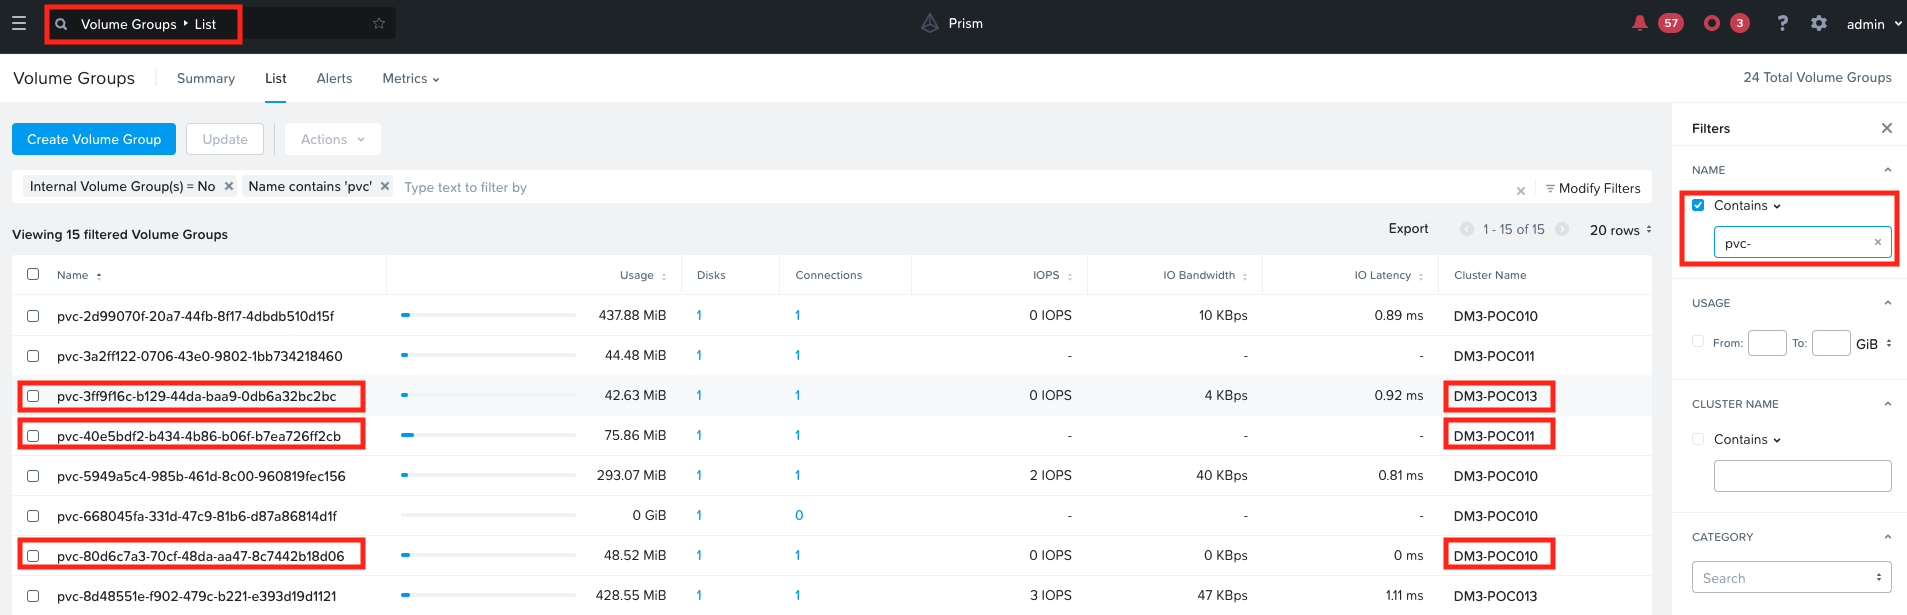 Volume Groups ‣ List
Prism
57
3
?
admin
Volume Groups
Summary
List
Alerts
Metrics
24 Total Volume Groups
Create Volume Group
Update
Actions
Internal Volume Group(s) = No ×
Name contains 'pvc' ×
Type text to filter by
×
Modify Filters
Viewing 15 filtered Volume Groups
Export
1 - 15 of 15
20 rows
Name Usage Disks Connections IOPS IO Bandwidth IO Latency Cluster Name
pvc-2d99070f-20a7-44fb-8f17-4dbdb510d15f 437.88 MiB 1 1 0 IOPS 10 KBps 0.89 ms DM3-POC010
pvc-3a2ff122-0706-43e0-9802-1bb734218460 44.48 MiB 1 1 - - - DM3-POC011
pvc-3ff9f16c-b129-44da-baa9-0db6a32bc2bc 42.63 MiB 1 1 0 IOPS 4 KBps 0.92 ms DM3-POC013
pvc-40e5bdf2-b434-4b86-b06f-b7ea726ff2cb 75.86 MiB 1 1 - - - DM3-POC011
pvc-5949a5c4-985b-461d-8c00-960819fec156 293.07 MiB 1 1 2 IOPS 40 KBps 0.81 ms DM3-POC010
pvc-668045fa-331d-47c9-81b6-d87a86814d1f 0 GiB 1 0 - - - DM3-POC010
pvc-80d6c7a3-70cf-48da-aa47-8c7442b18d06 48.52 MiB 1 1 0 IOPS 0 KBps 0 ms DM3-POC010
pvc-8d48551e-f902-479c-b221-e393d19d1121 428.55 MiB 1 1 3 IOPS 47 KBps 1.11 ms DM3-POC013
Filters ×
NAME
Contains
pvc- ×
USAGE
From: To: GiB
CLUSTER NAME
Contains
CATEGORY
Search